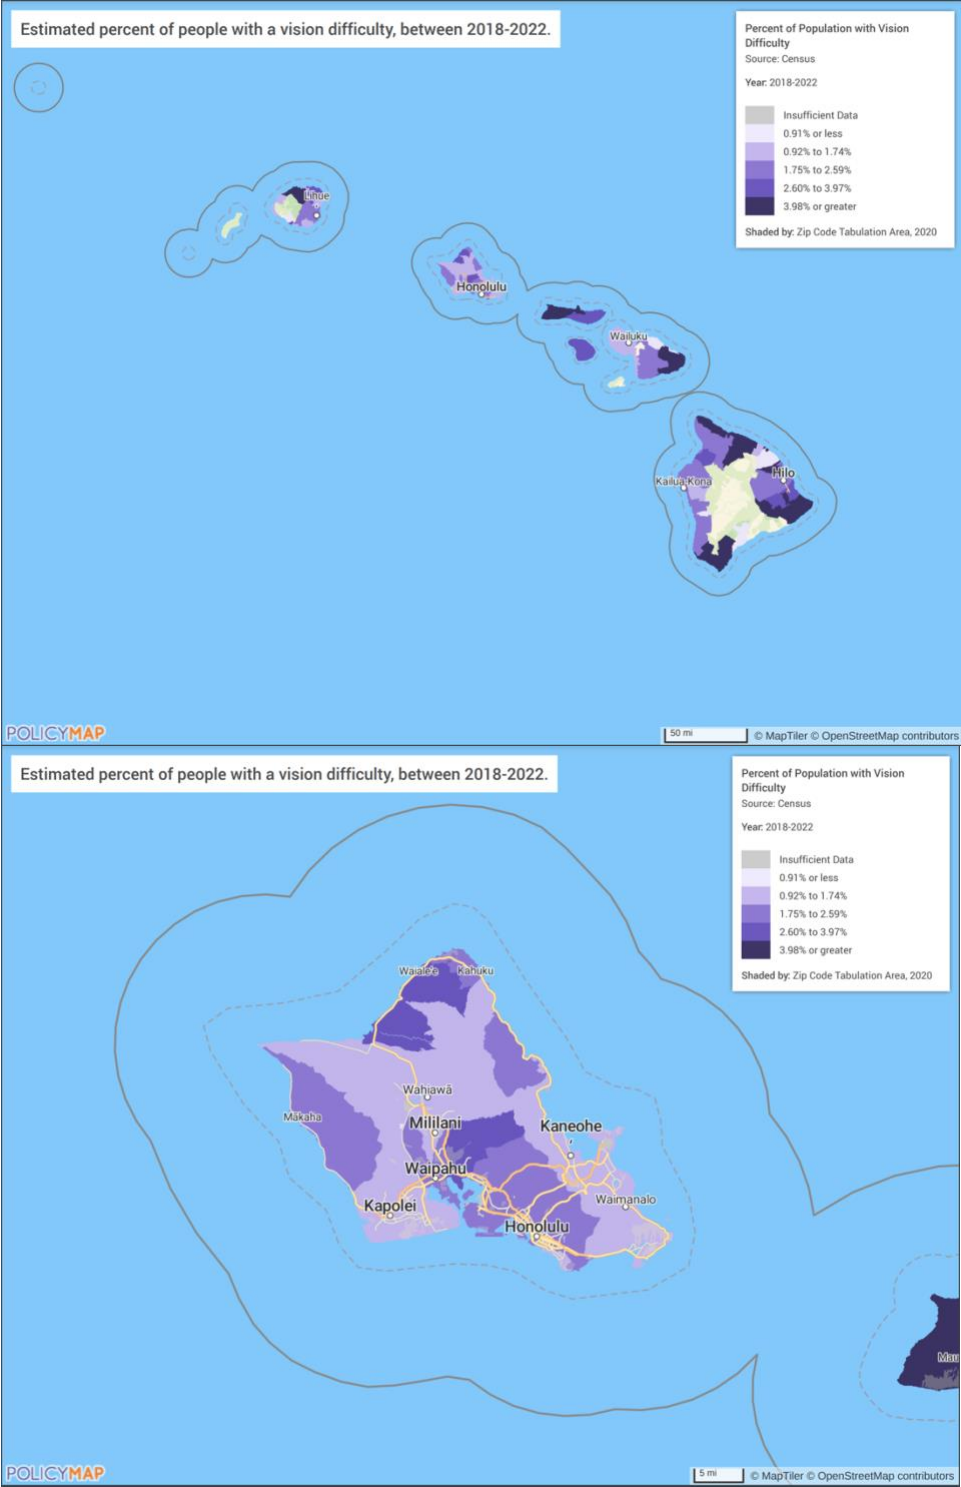 Estimated percent of people with a vision difficulty, between 2018-2022.
Percent of Population with Vision
Difficulty
Source: Census
Year: 2018-2022
Insufficient Data
0.91% or less
0.92% to 1.74%
1.75% to 2.59%
2.60% to 3.97%
3.98% or greater
Shaded by: Zip Code Tabulation Area, 2020
Lihue
Honolulu
Wailuku
Kailua-Kona
Hilo
POLICYMAP
50 mi
© MapTiler © OpenStreetMap contributors
Estimated percent of people with a vision difficulty, between 2018-2022.
Percent of Population with Vision
Difficulty
Source: Census
Year: 2018-2022
Insufficient Data
0.91% or less
0.92% to 1.74%
1.75% to 2.59%
2.60% to 3.97%
3.98% or greater
Shaded by: Zip Code Tabulation Area, 2020
Waialeʻe
Kahuku
Wahiawā
Mākaha
Mililani
Kaneohe
Waipahu
Kapolei
Waimanalo
Honolulu
Mau
POLICYMAP
5 mi
© MapTiler © OpenStreetMap contributors